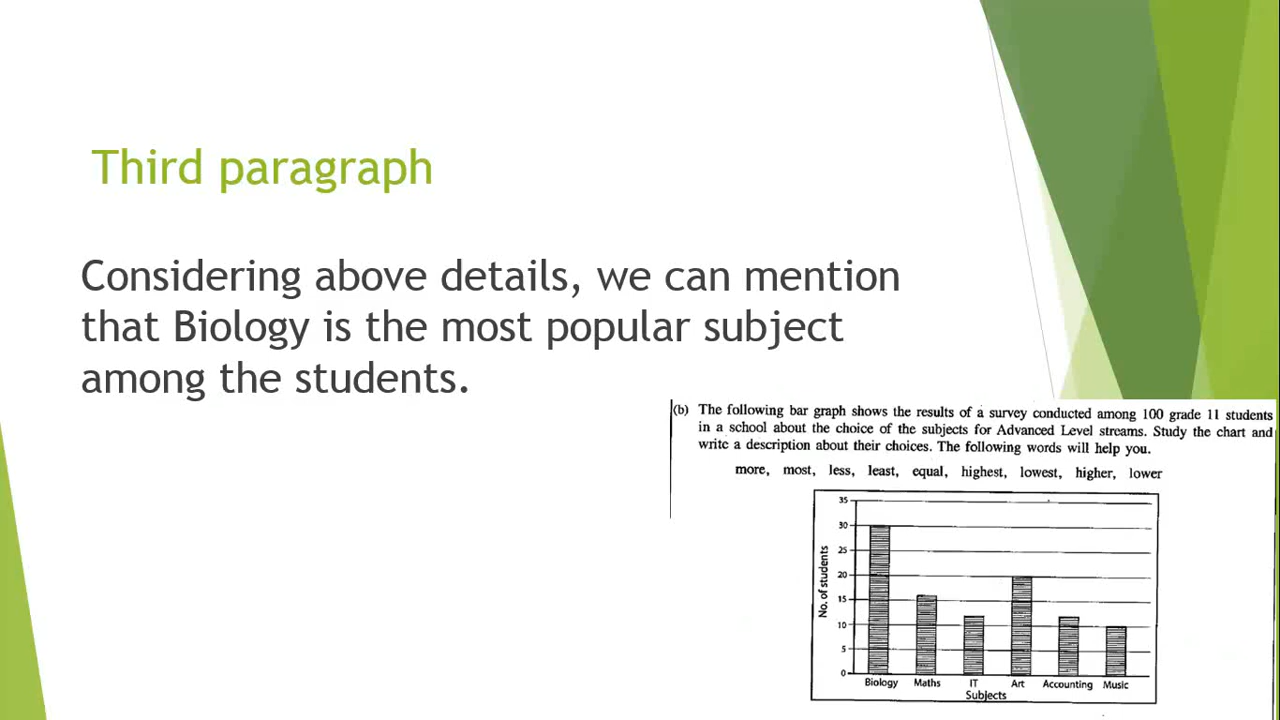 Third paragraph
Considering above details, we can mention
that Biology is the most popular subject
among the students.
(b) The following bar graph shows the results of a survey conducted among 100 grade 11 students
in a school about the choice of the subjects for Advanced Level streams. Study the chart and
write a description about their choices. The following words will help you.
more, most, less, least, equal, highest, lowest, higher, lower
35
30
25
20
15
10
5
0
No. of students
Biology Maths IT Art Accounting Music
Subjects